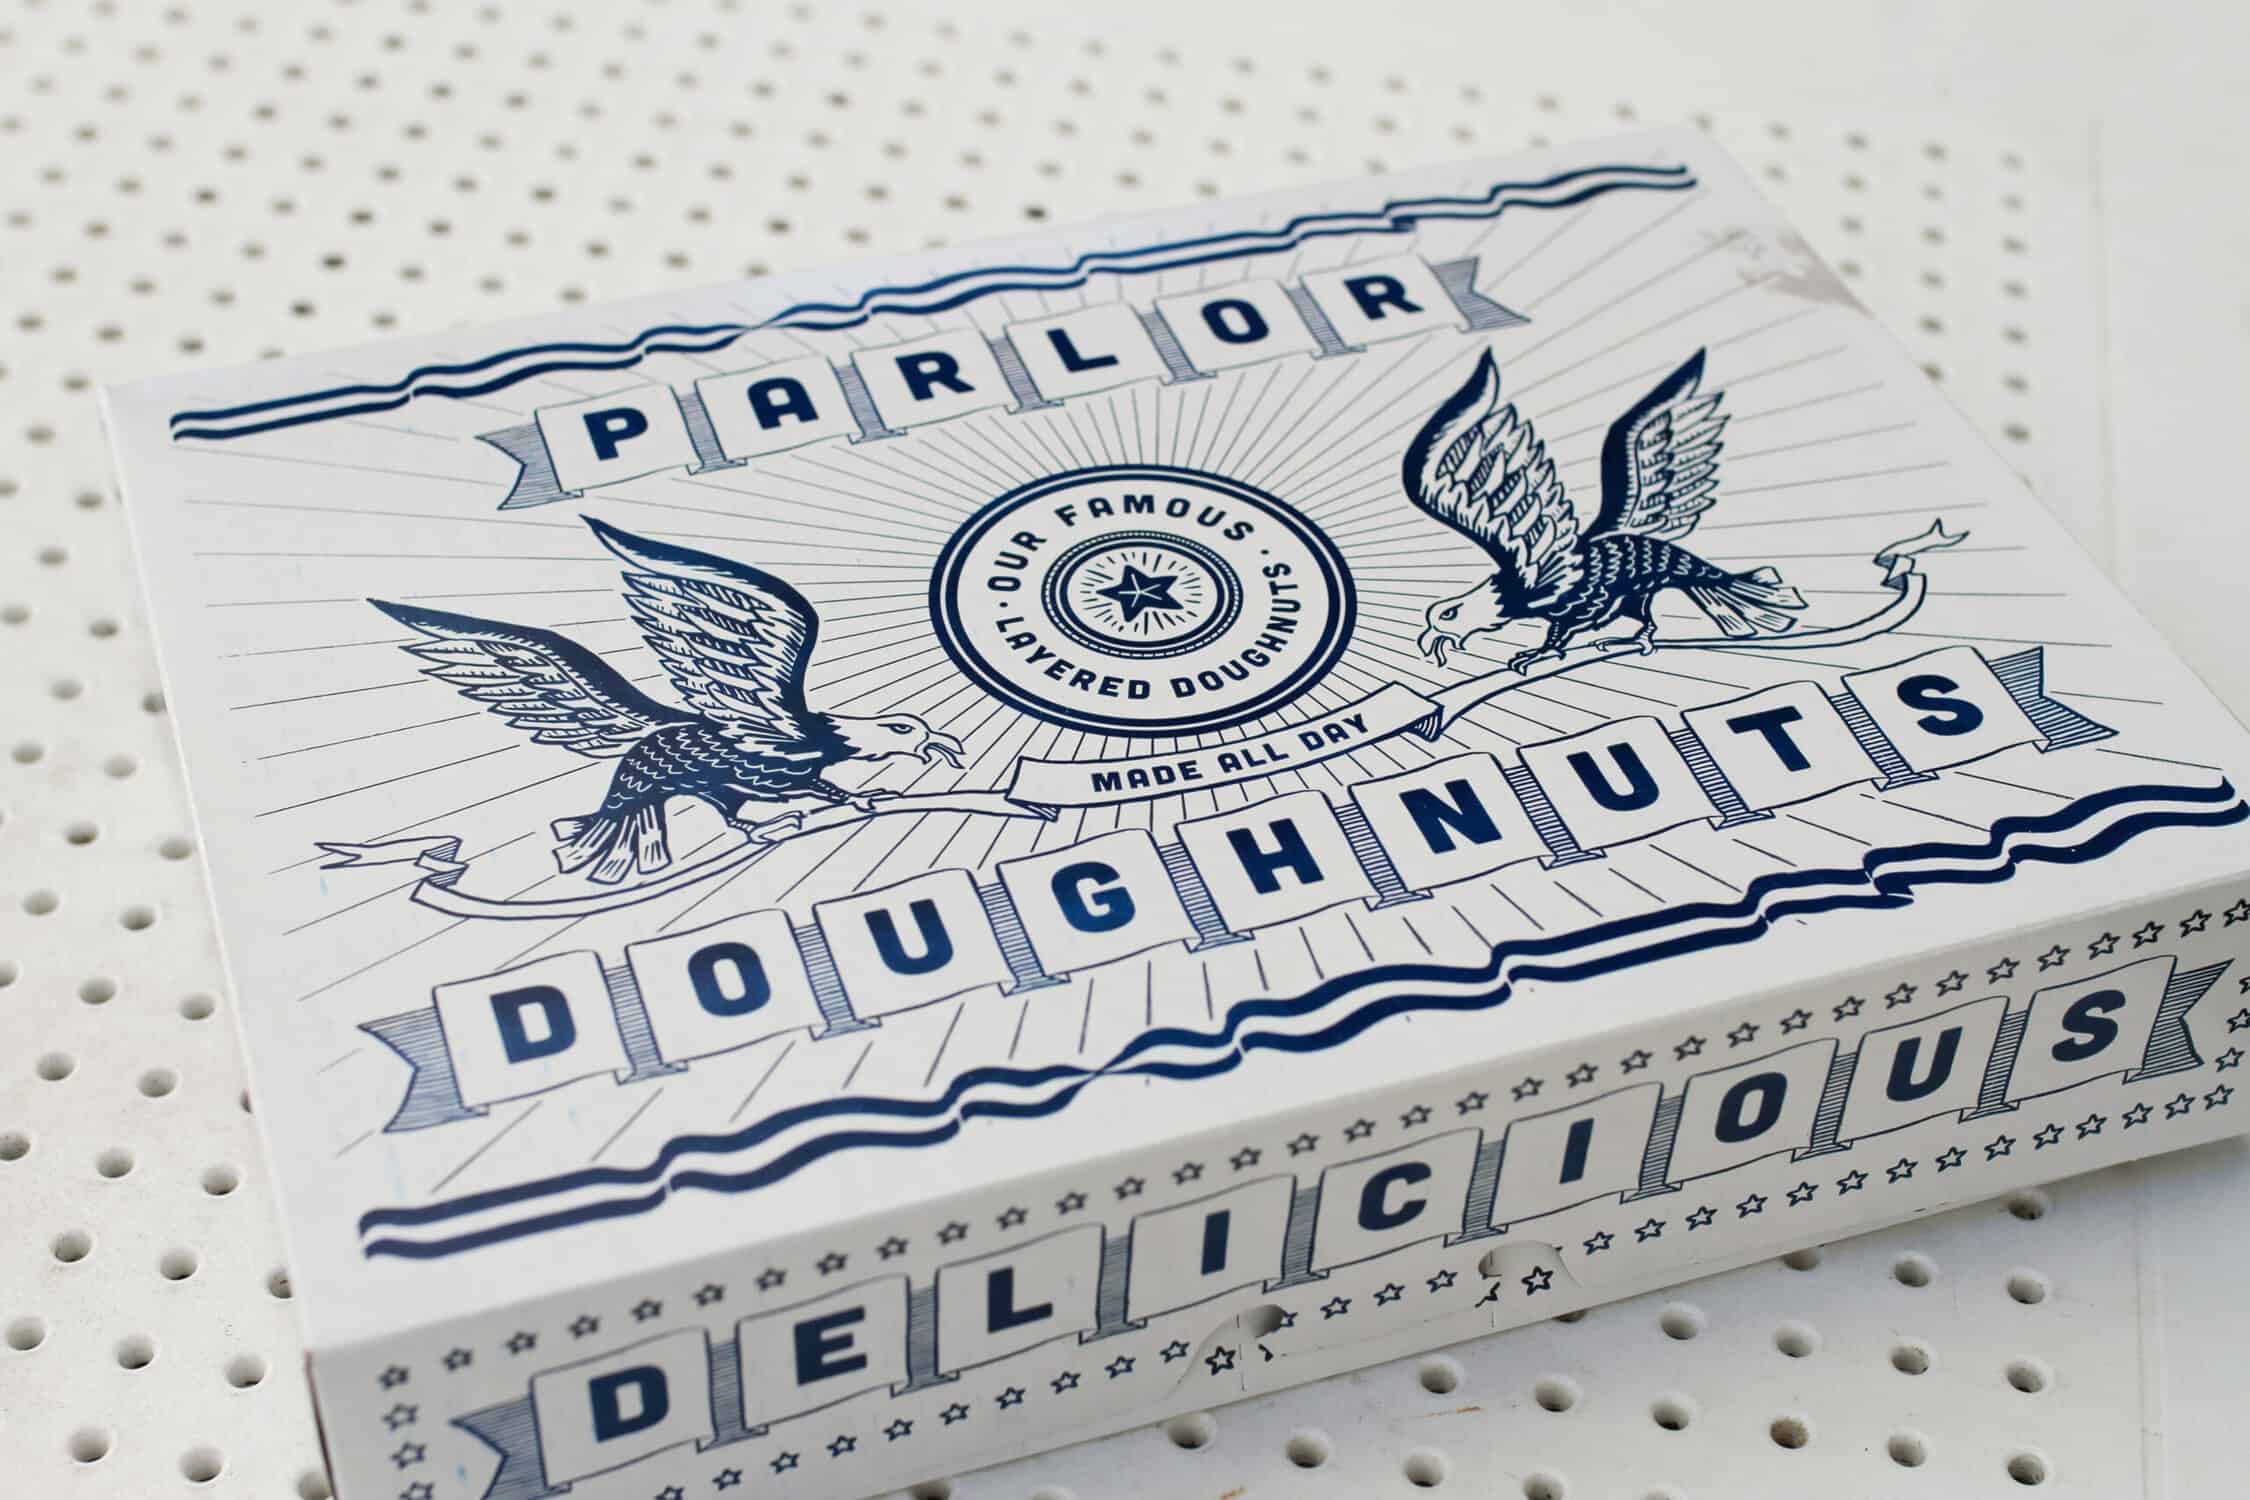 PARLOR
· OUR FAMOUS ·
LAYERED DOUGHNUTS.
MADE ALL DAY
DOUGHNUTS
DELICIOUS